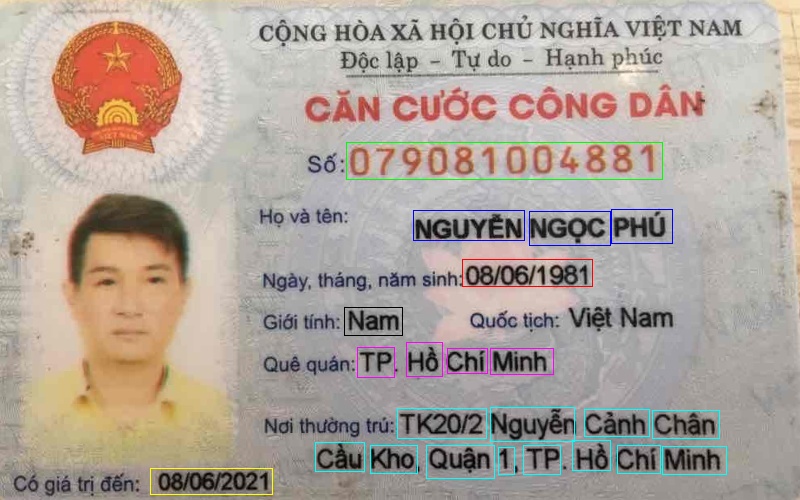 CỘNG HÒA XÃ HỘI CHỦ NGHĨA VIỆT NAM
Độc lập - Tự do - Hạnh phúc
CĂN CƯỚC CÔNG DÂN
Số: 079081004881
Họ và tên: NGUYỄN NGỌC PHÚ
Ngày, tháng, năm sinh: 08/06/1981
Giới tính: Nam Quốc tịch: Việt Nam
Quê quán: TP. Hồ Chí Minh
Nơi thường trú: TK20/2 Nguyễn Cảnh Chân
Cầu Kho, Quận 1, TP. Hồ Chí Minh
Có giá trị đến: 08/06/2021